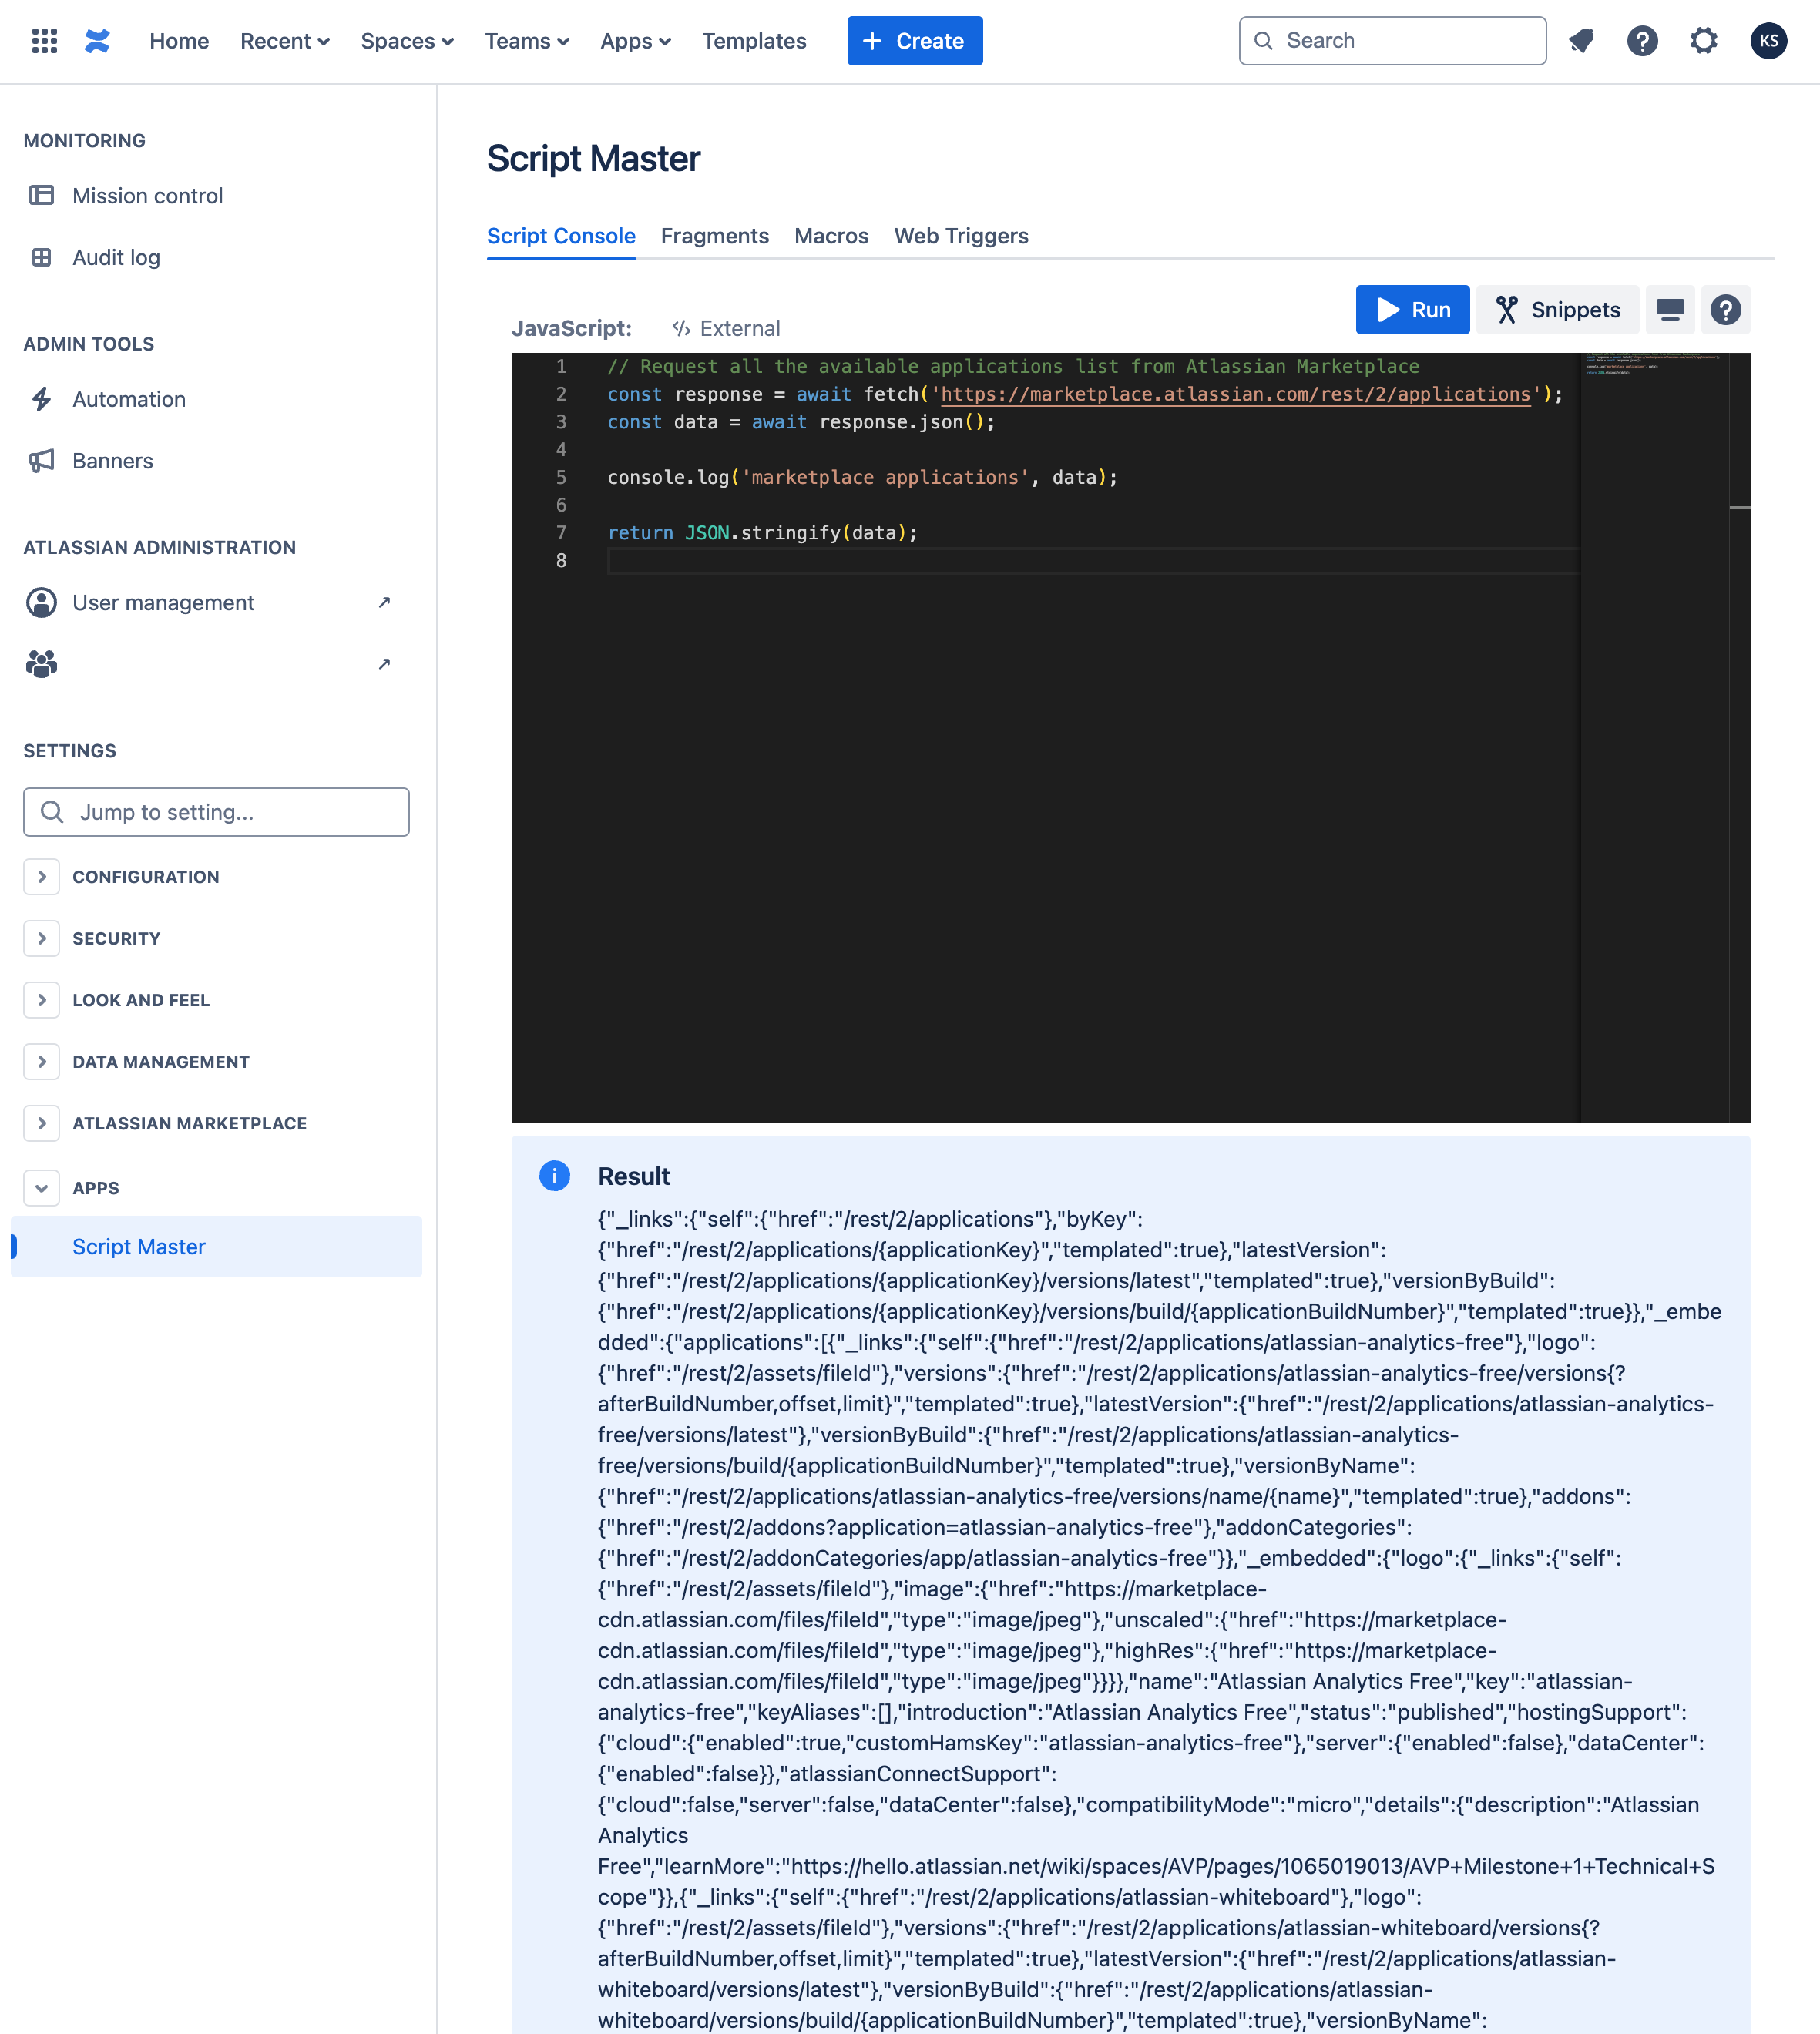 Home Recent Spaces Teams Apps Templates + Create Search KS
MONITORING
Mission control
Audit log
ADMIN TOOLS
Automation
Banners
ATLASSIAN ADMINISTRATION
User management
SETTINGS
Jump to setting...
CONFIGURATION
SECURITY
LOOK AND FEEL
DATA MANAGEMENT
ATLASSIAN MARKETPLACE
APPS
Script Master
Script Master
Script Console Fragments Macros Web Triggers
Run Snippets
JavaScript: External
1 // Request all the available applications list from Atlassian Marketplace
2 const response = await fetch('https://marketplace.atlassian.com/rest/2/applications');
3 const data = await response.json();
4
5 console.log('marketplace applications', data);
6
7 return JSON.stringify(data);
8
Result
{"_links":{"self":{"href":"/rest/2/applications"},"byKey":
{"href":"/rest/2/applications/{applicationKey}","templated":true},"latestVersion":
{"href":"/rest/2/applications/{applicationKey}/versions/latest","templated":true},"versionByBuild":
{"href":"/rest/2/applications/{applicationKey}/versions/build/{applicationBuildNumber}","templated":true}},"_embe
dded":{"applications":[{"_links":{"self":{"href":"/rest/2/applications/atlassian-analytics-free"},"logo":
{"href":"/rest/2/assets/fileId"},"versions":{"href":"/rest/2/applications/atlassian-analytics-free/versions{?
afterBuildNumber,offset,limit}","templated":true},"latestVersion":{"href":"/rest/2/applications/atlassian-analytics-
free/versions/latest"},"versionByBuild":{"href":"/rest/2/applications/atlassian-analytics-
free/versions/build/{applicationBuildNumber}","templated":true},"versionByName":
{"href":"/rest/2/applications/atlassian-analytics-free/versions/name/{name}","templated":true},"addons":
{"href":"/rest/2/addons?application=atlassian-analytics-free"},"addonCategories":
{"href":"/rest/2/addonCategories/app/atlassian-analytics-free"}},"_embedded":{"logo":{"_links":{"self":
{"href":"/rest/2/assets/fileId"},"image":{"href":"https://marketplace-
cdn.atlassian.com/files/fileId","type":"image/jpeg"},"unscaled":{"href":"https://marketplace-
cdn.atlassian.com/files/fileId","type":"image/jpeg"},"highRes":{"href":"https://marketplace-
cdn.atlassian.com/files/fileId","type":"image/jpeg"}}}},"name":"Atlassian Analytics Free","key":"atlassian-
analytics-free","keyAliases":[],"introduction":"Atlassian Analytics Free","status":"published","hostingSupport":
{"cloud":{"enabled":true,"customHamsKey":"atlassian-analytics-free"},"server":{"enabled":false},"dataCenter":
{"enabled":false}},"atlassianConnectSupport":
{"cloud":false,"server":false,"dataCenter":false},"compatibilityMode":"micro","details":{"description":"Atlassian
Analytics
Free","learnMore":"https://hello.atlassian.net/wiki/spaces/AVP/pages/1065019013/AVP+Milestone+1+Technical+S
cope"}},{"_links":{"self":{"href":"/rest/2/applications/atlassian-whiteboard"},"logo":
{"href":"/rest/2/assets/fileId"},"versions":{"href":"/rest/2/applications/atlassian-whiteboard/versions{?
afterBuildNumber,offset,limit}","templated":true},"latestVersion":{"href":"/rest/2/applications/atlassian-
whiteboard/versions/latest"},"versionByBuild":{"href":"/rest/2/applications/atlassian-
whiteboard/versions/build/{applicationBuildNumber}","templated":true},"versionByName":